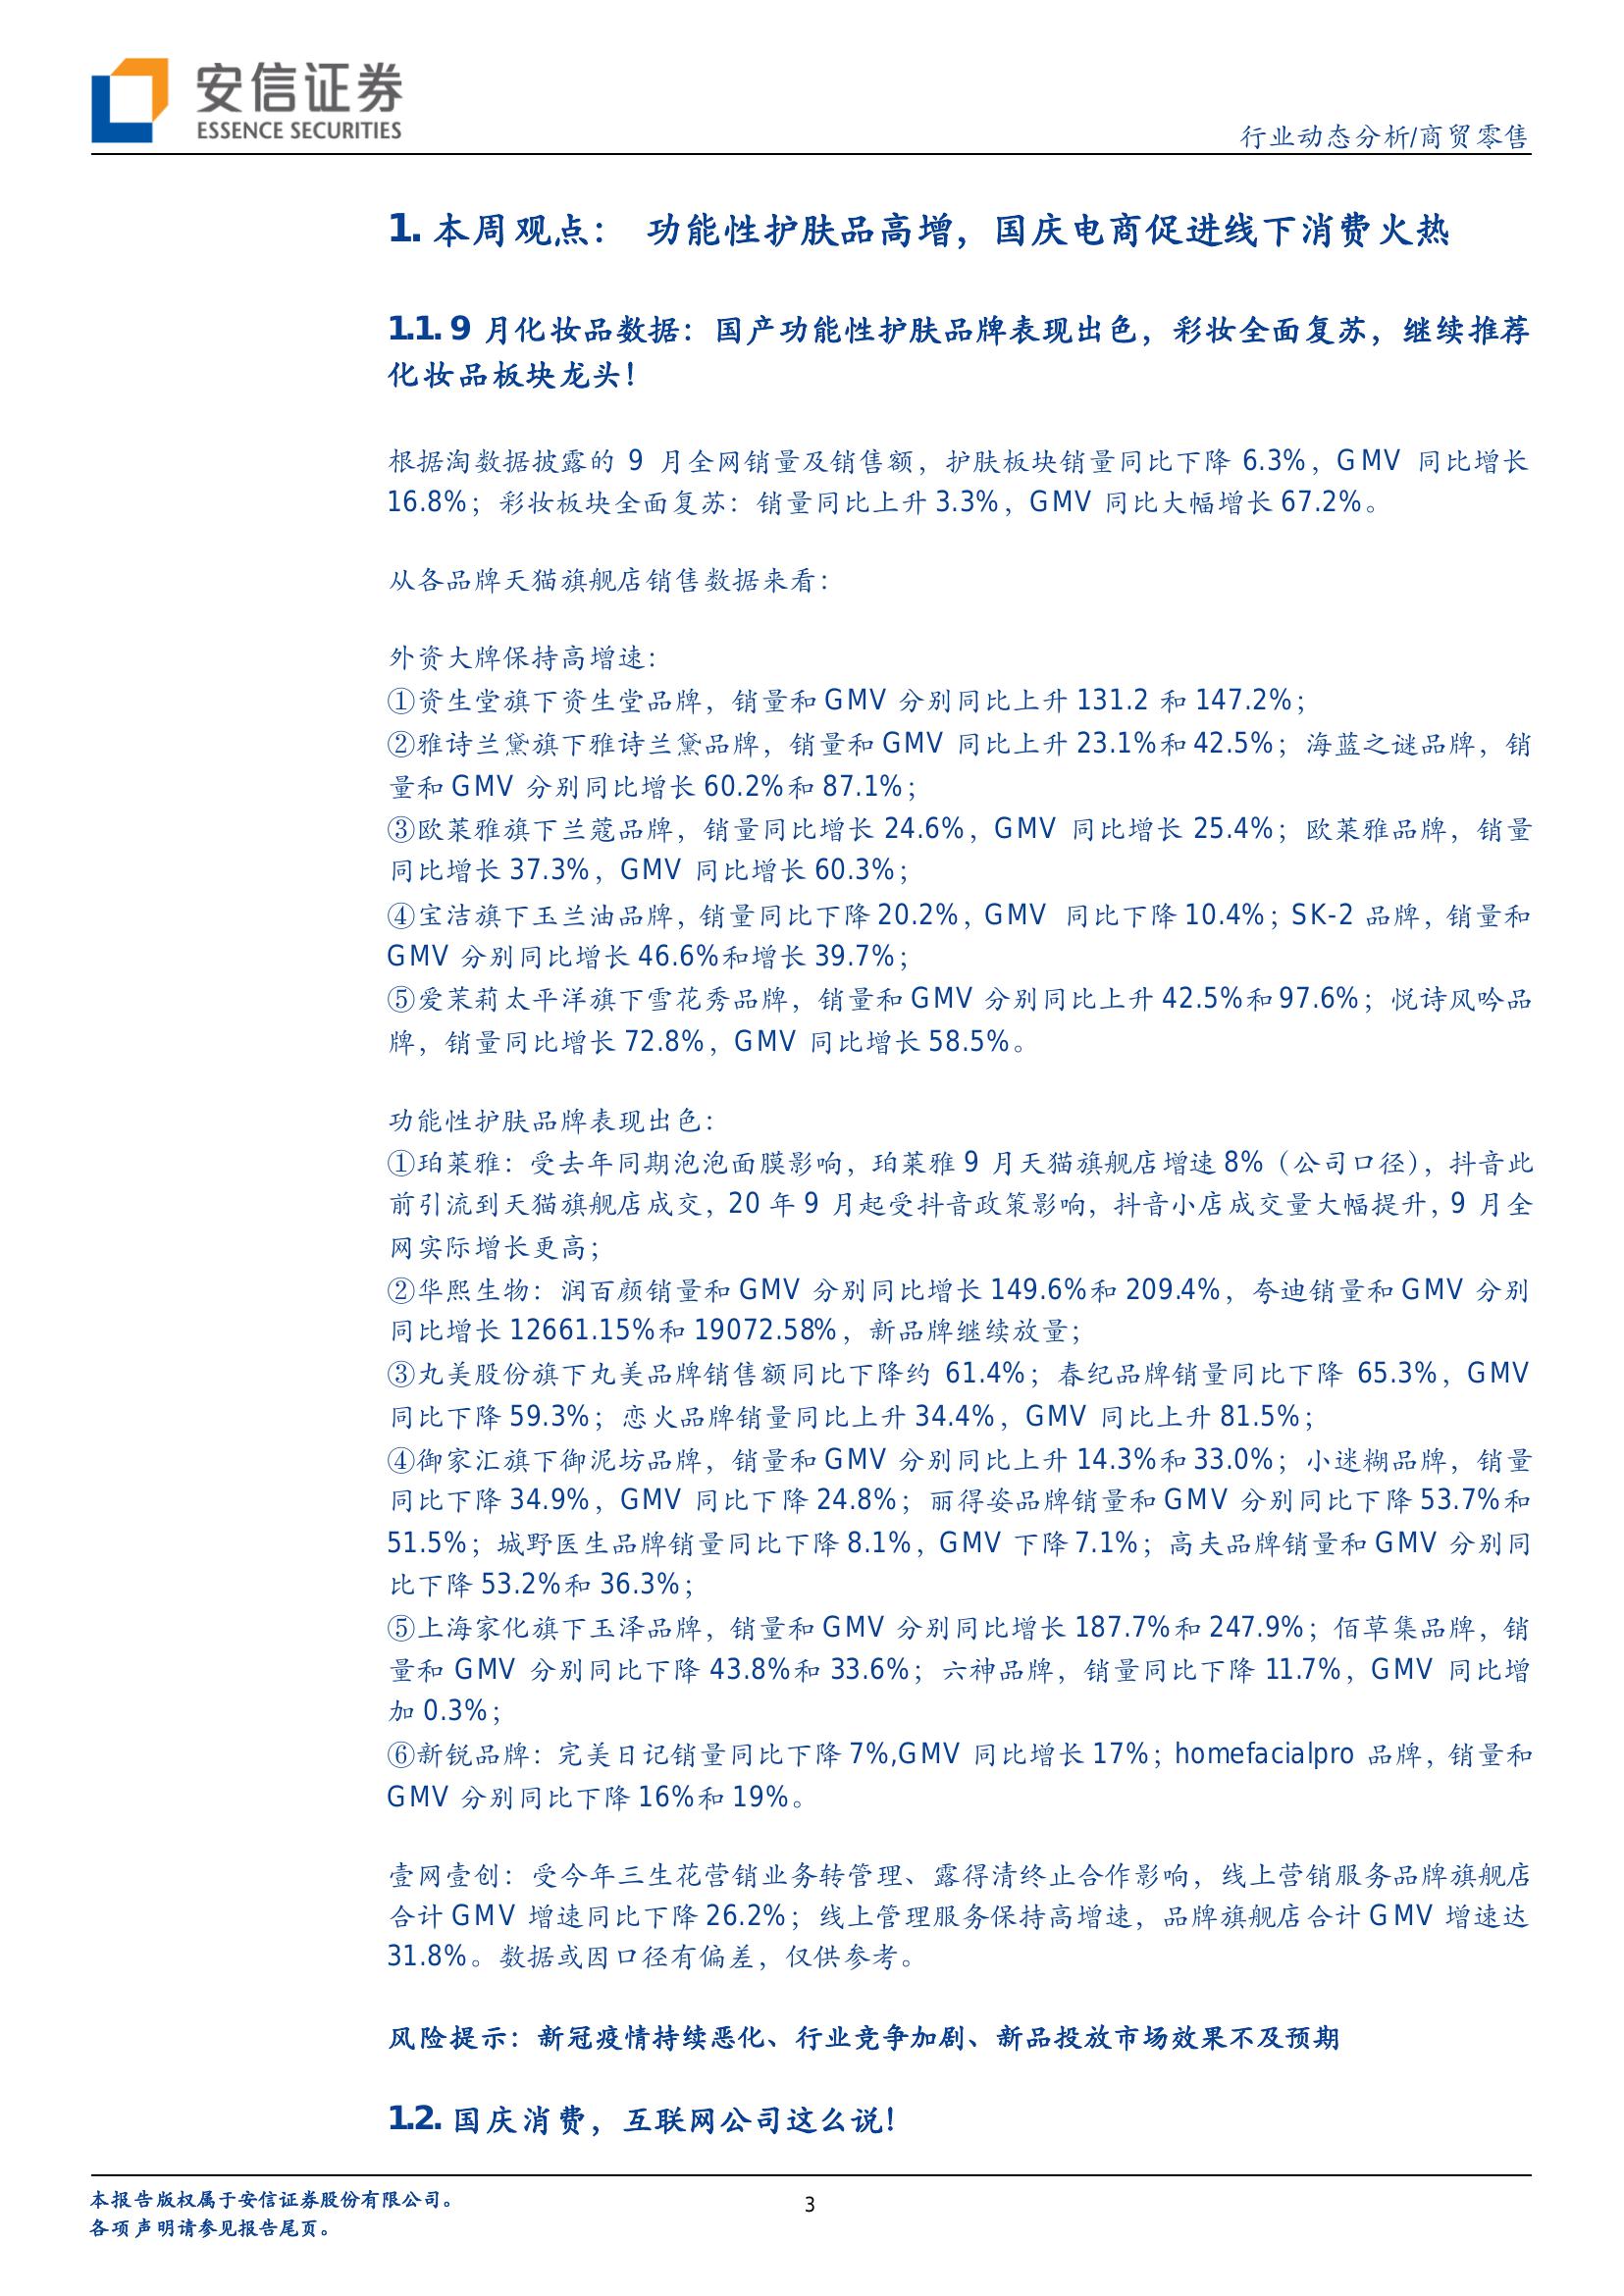 安信证券
ESSENCE SECURITIES
行业动态分析/商贸零售
1. 本周观点： 功能性护肤品高增，国庆电商促进线下消费火热
1.1. 9 月化妆品数据：国产功能性护肤品牌表现出色，彩妆全面复苏，继续推荐
化妆品板块龙头！
根据淘数据披露的 9 月全网销量及销售额，护肤板块销量同比下降 6.3%，GMV 同比增长
16.8%；彩妆板块全面复苏：销量同比上升 3.3%，GMV 同比大幅增长 67.2%。
从各品牌天猫旗舰店销售数据来看：
外资大牌保持高增速：
①资生堂旗下资生堂品牌，销量和 GMV 分别同比上升 131.2 和 147.2%；
②雅诗兰黛旗下雅诗兰黛品牌，销量和 GMV 同比上升 23.1%和 42.5%；海蓝之谜品牌，销
量和 GMV 分别同比增长 60.2%和 87.1%；
③欧莱雅旗下兰蔻品牌，销量同比增长 24.6%，GMV 同比增长 25.4%；欧莱雅品牌，销量
同比增长 37.3%，GMV 同比增长 60.3%；
④宝洁旗下玉兰油品牌，销量同比下降 20.2%，GMV 同比下降 10.4%；SK-2 品牌，销量和
GMV 分别同比增长 46.6%和增长 39.7%；
⑤爱茉莉太平洋旗下雪花秀品牌，销量和 GMV 分别同比上升 42.5%和 97.6%；悦诗风吟品
牌，销量同比增长 72.8%，GMV 同比增长 58.5%。
功能性护肤品牌表现出色：
①珀莱雅：受去年同期泡泡面膜影响，珀莱雅 9 月天猫旗舰店增速 8%（公司口径），抖音此
前引流到天猫旗舰店成交，20 年 9 月起受抖音政策影响，抖音小店成交量大幅提升，9 月全
网实际增长更高；
②华熙生物：润百颜销量和 GMV 分别同比增长 149.6%和 209.4%，夸迪销量和 GMV 分别
同比增长 12661.15%和 19072.58%，新品牌继续放量；
③丸美股份旗下丸美品牌销售额同比下降约 61.4%；春纪品牌销量同比下降 65.3%，GMV
同比下降 59.3%；恋火品牌销量同比上升 34.4%，GMV 同比上升 81.5%；
④御家汇旗下御泥坊品牌，销量和 GMV 分别同比上升 14.3%和 33.0%；小迷糊品牌，销量
同比下降 34.9%，GMV 同比下降 24.8%；丽得姿品牌销量和 GMV 分别同比下降 53.7%和
51.5%；城野医生品牌销量同比下降 8.1%，GMV 下降 7.1%；高夫品牌销量和 GMV 分别同
比下降 53.2%和 36.3%；
⑤上海家化旗下玉泽品牌，销量和 GMV 分别同比增长 187.7%和 247.9%；佰草集品牌，销
量和 GMV 分别同比下降 43.8%和 33.6%；六神品牌，销量同比下降 11.7%，GMV 同比增
加 0.3%；
⑥新锐品牌：完美日记销量同比下降 7%,GMV 同比增长 17%；homefacialpro 品牌，销量和
GMV 分别同比下降 16%和 19%。
壹网壹创：受今年三生花营销业务转管理、露得清终止合作影响，线上营销服务品牌旗舰店
合计 GMV 增速同比下降 26.2%；线上管理服务保持高增速，品牌旗舰店合计 GMV 增速达
31.8%。数据或因口径有偏差，仅供参考。
风险提示：新冠疫情持续恶化、行业竞争加剧、新品投放市场效果不及预期
1.2. 国庆消费，互联网公司这么说！
本报告版权属于安信证券股份有限公司。
3
各项声明请参见报告尾页。